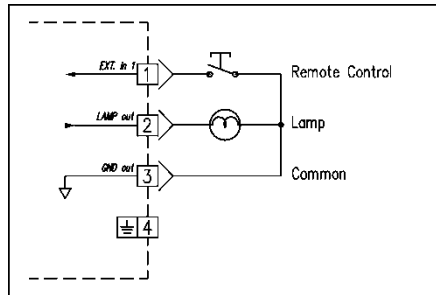 EXT. in 1
1
Remote Control
LAMP out
2
Lamp
GND out
3
Common
4